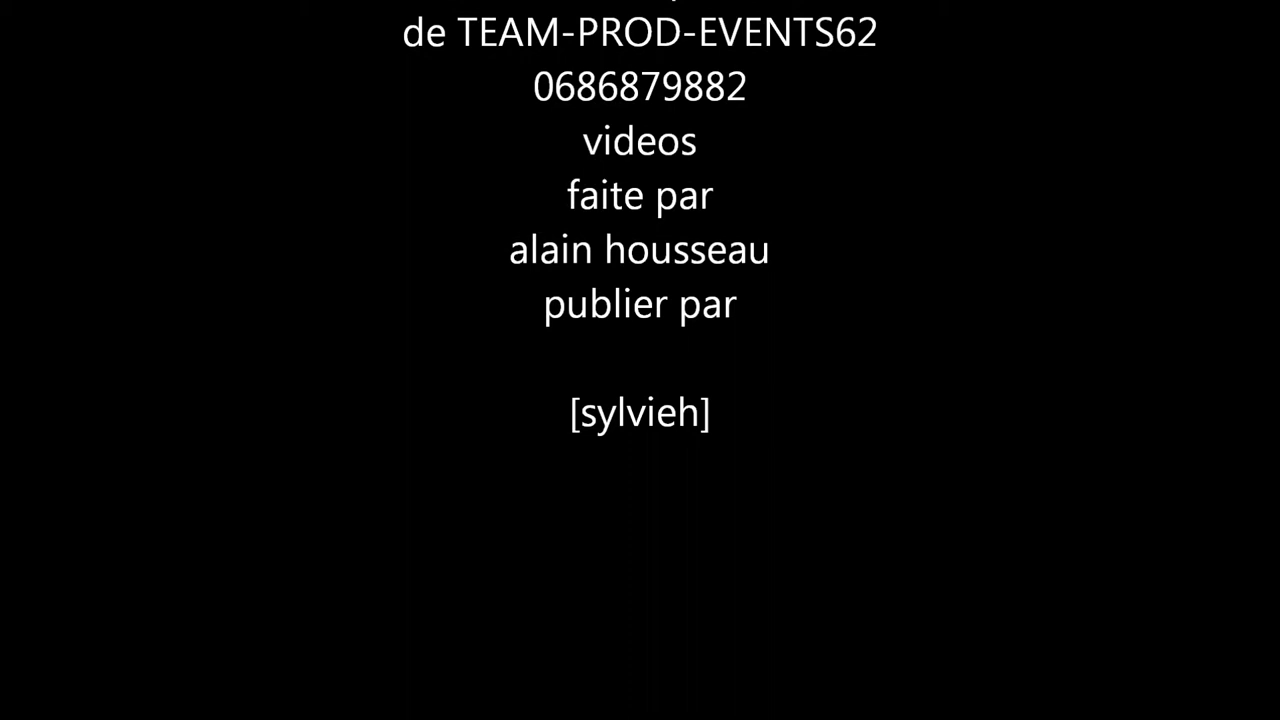 de TEAM-PROD-EVENTS62
0686879882
videos
faite par
alain housseau
publier par
[sylvieh]